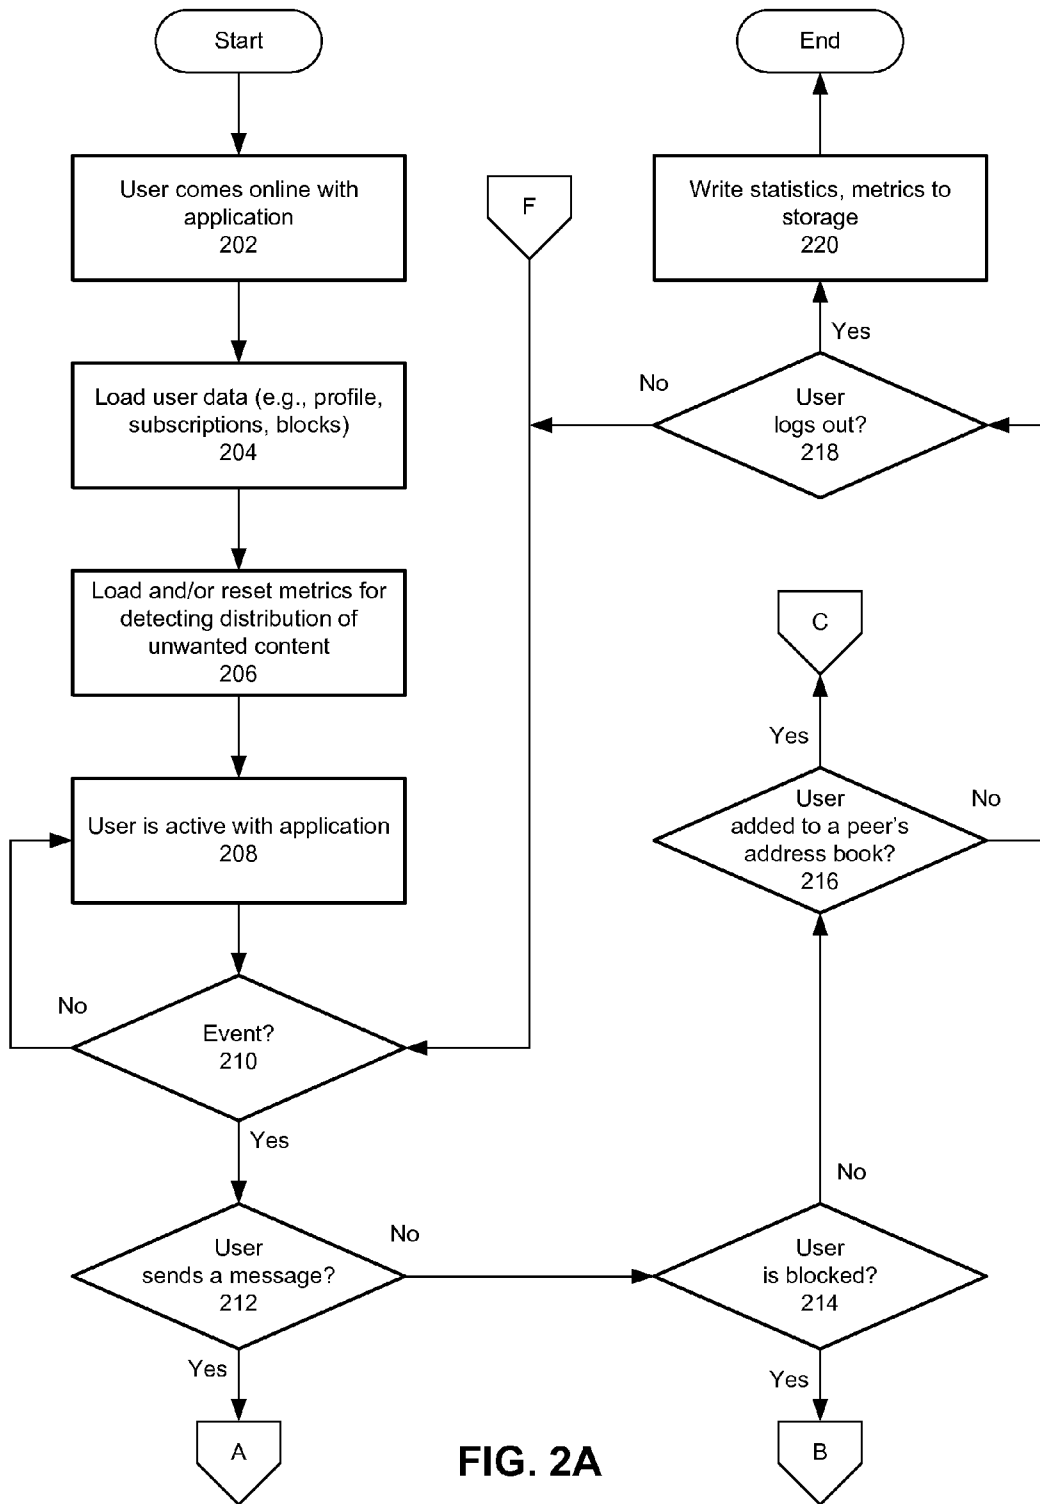 Start
User comes online with
application
202
Load user data (e.g., profile,
subscriptions, blocks)
204
Load and/or reset metrics for
detecting distribution of
unwanted content
206
User is active with application
208
No
Event?
210
Yes
User
sends a message?
212
No
Yes
A
F
End
Write statistics, metrics to
storage
220
Yes
No
User
logs out?
218
C
Yes
User
added to a peer's
address book?
216
No
No
User
is blocked?
214
Yes
B
FIG. 2A